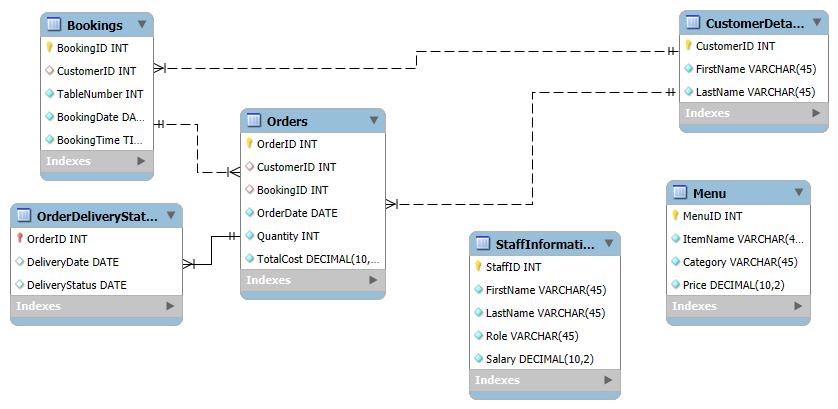 Bookings
BookingID INT
CustomerID INT
TableNumber INT
BookingDate DA...
BookingTime TI...
Indexes
CustomerDeta...
CustomerID INT
FirstName VARCHAR(45)
LastName VARCHAR(45)
Indexes
Orders
OrderID INT
CustomerID INT
BookingID INT
OrderDate DATE
Quantity INT
TotalCost DECIMAL(10,...
Indexes
OrderDeliveryStat...
OrderID INT
DeliveryDate DATE
DeliveryStatus DATE
Indexes
StaffInformati...
StaffID INT
FirstName VARCHAR(45)
LastName VARCHAR(45)
Role VARCHAR(45)
Salary DECIMAL(10,2)
Indexes
Menu
MenuID INT
ItemName VARCHAR(4...
Category VARCHAR(45)
Price DECIMAL(10,2)
Indexes